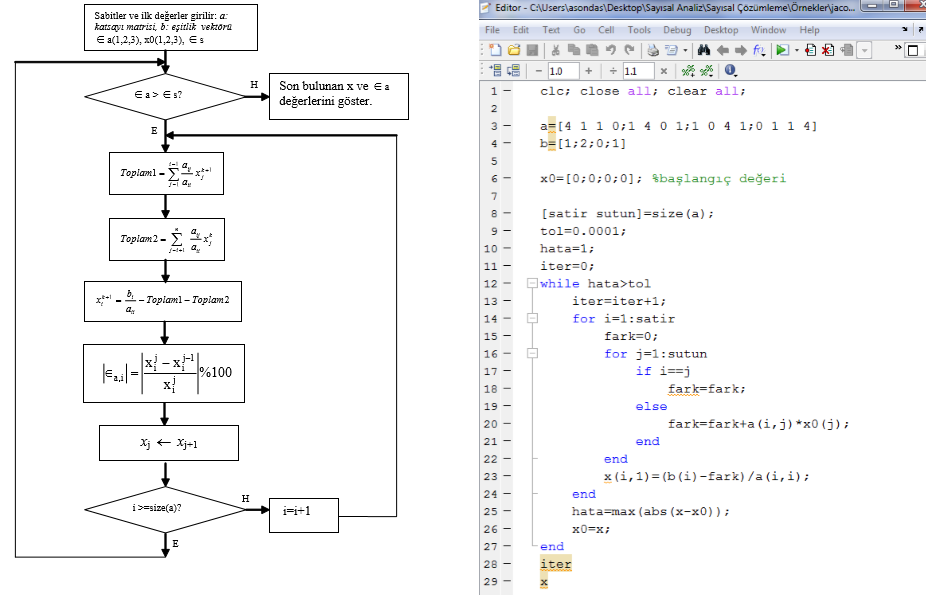 Sabitler ve ilk değerler girilir: a:
katsayı matrisi, b: eşitlik vektörü
∈ a(1,2,3), x0(1,2,3), ∈ s
∈ a > ∈ s?
H
Son bulunan x ve ∈ a
değerlerini göster.
E
Toplam1 = \sum_{j=1}^{i-1} \frac{a_{ij}}{a_{ii}} x_j^{k+1}
Toplam2 = \sum_{j=i+1}^{n} \frac{a_{ij}}{a_{ii}} x_j^{k}
x_i^{k+1} = \frac{b_i}{a_{ii}} - Toplam1 - Toplam2
|∈_{a,i}| = \left| \frac{x_i^j - x_i^{j-1}}{x_i^j} \right| %100
x_j ← x_{j+1}
i >=size(a)?
H
i=i+1
E
Editor - C:\Users\asondas\Desktop\Sayısal Analiz\Sayısal Çözümleme\Örnekler\jaco...
File Edit Text Go Cell Tools Debug Desktop Window Help
- 1.0 + ÷ 1.1 ×
1 - clc; close all; clear all;
2
3 - a=[4 1 1 0;1 4 0 1;1 0 4 1;0 1 1 4]
4 - b=[1;2;0;1]
5
6 - x0=[0;0;0;0]; %başlangıç değeri
7
8 - [satir sutun]=size(a);
9 - tol=0.0001;
10 - hata=1;
11 - iter=0;
12 - while hata>tol
13 - iter=iter+1;
14 - for i=1:satir
15 - fark=0;
16 - for j=1:sutun
17 - if i==j
18 - fark=fark;
19 - else
20 - fark=fark+a(i,j)*x0(j);
21 - end
22 - end
23 - x(i,1)=(b(i)-fark)/a(i,i);
24 - end
25 - hata=max(abs(x-x0));
26 - x0=x;
27 - end
28 - iter
29 - x